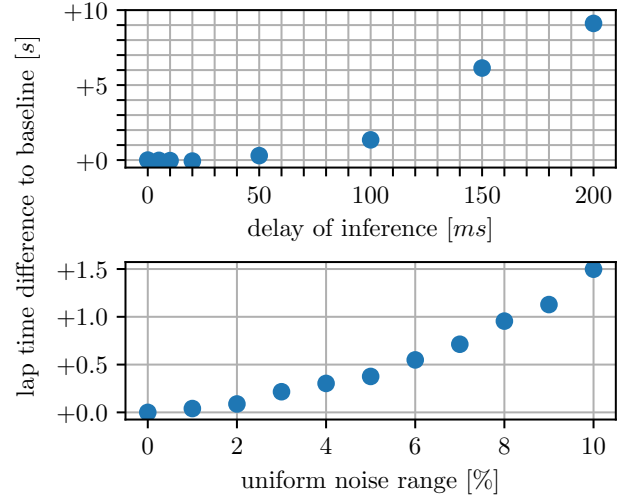 lap time difference to baseline [s]
+10
+5
+0
0 50 100 150 200
delay of inference [ms]
+1.5
+1.0
+0.5
+0.0
0 2 4 6 8 10
uniform noise range [%]